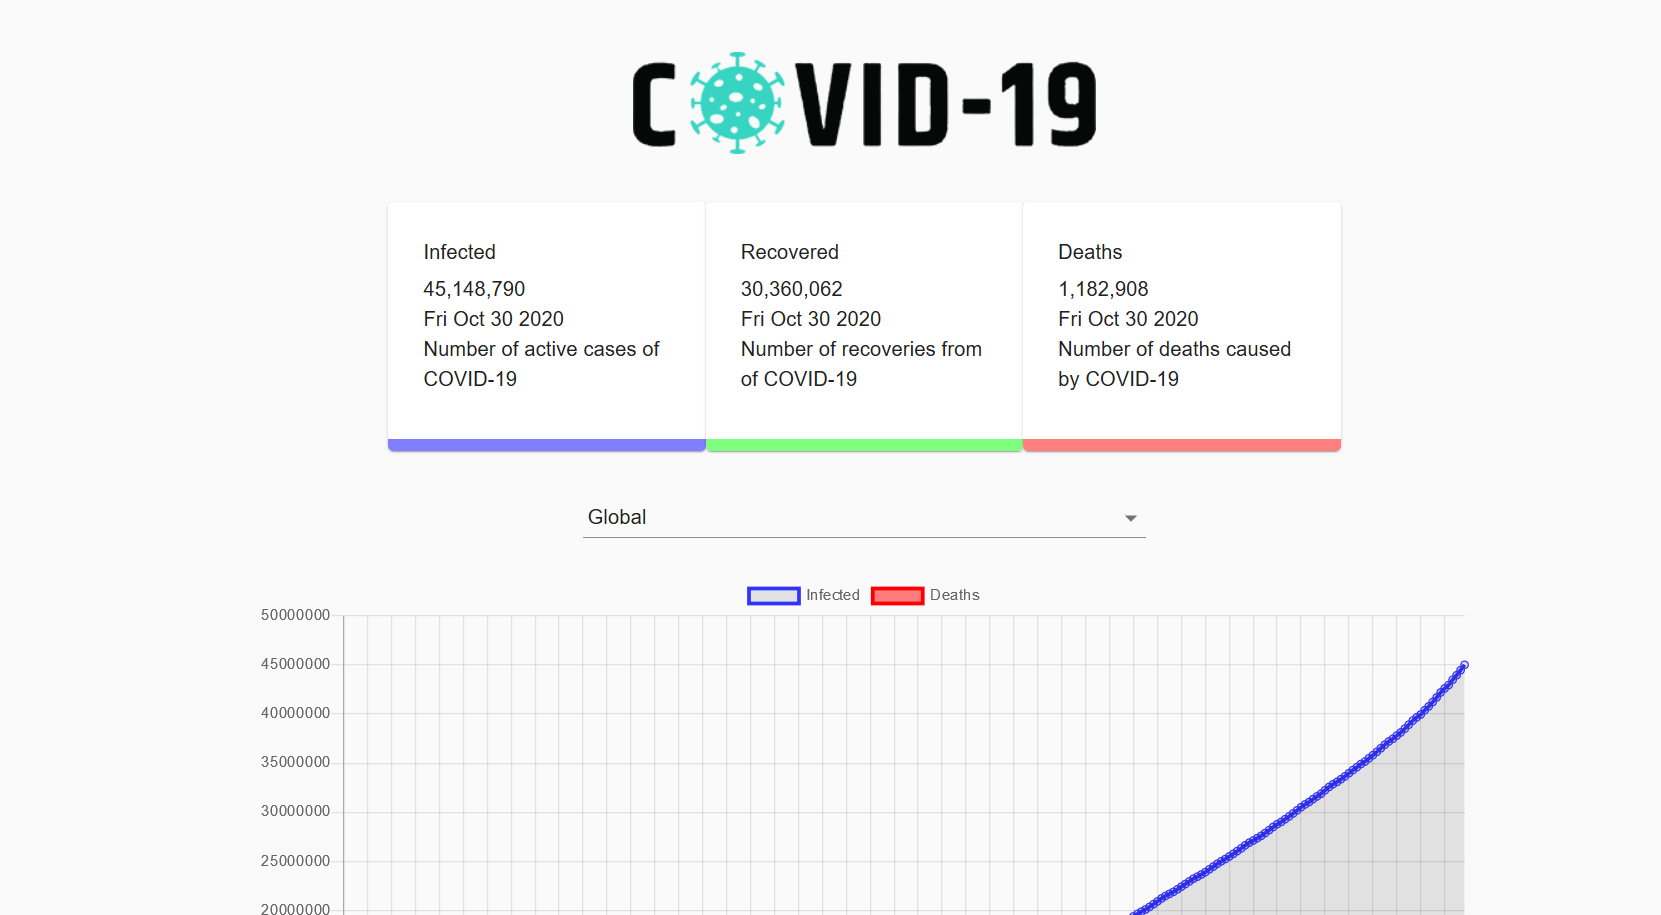 COVID-19
Infected
45,148,790
Fri Oct 30 2020
Number of active cases of
COVID-19
Recovered
30,360,062
Fri Oct 30 2020
Number of recoveries from
of COVID-19
Deaths
1,182,908
Fri Oct 30 2020
Number of deaths caused
by COVID-19
Global
Infected Deaths
50000000
45000000
40000000
35000000
30000000
25000000
20000000